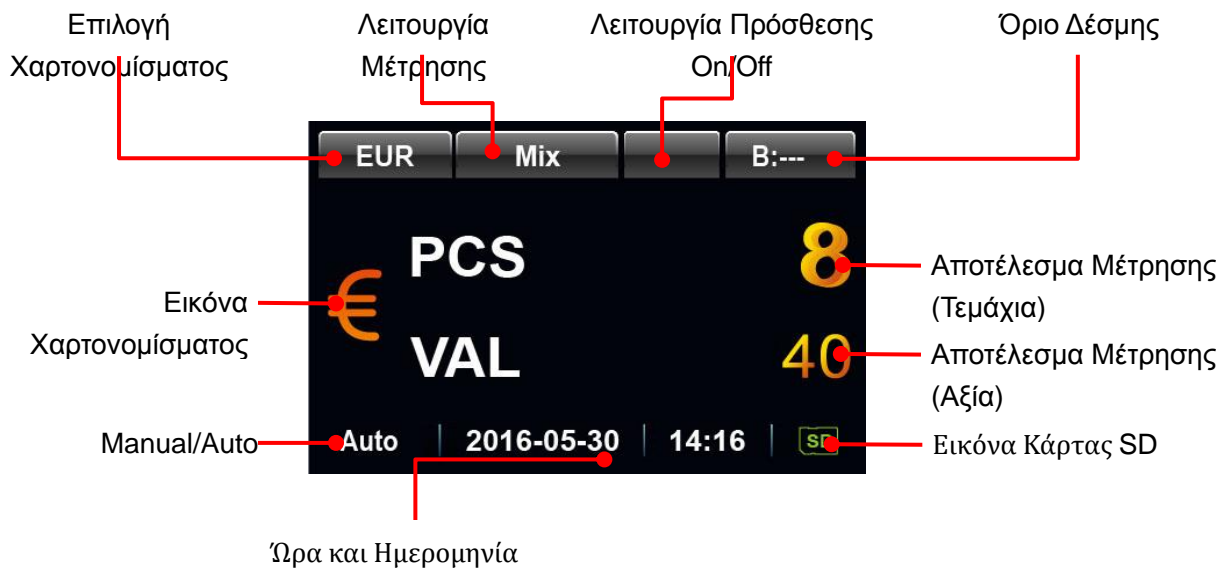 Επιλογή
Χαρτονομίσματος
Λειτουργία
Μέτρησης
Λειτουργία Πρόσθεσης
On/Off
Όριο Δέσμης
EUR
Mix
B:---
PCS
8
€
VAL
40
Εικόνα
Χαρτονομίσματος
Αποτέλεσμα Μέτρησης
(Τεμάχια)
Αποτέλεσμα Μέτρησης
(Αξία)
Manual/Auto
Auto
2016-05-30
14:16
SD
Εικόνα Κάρτας SD
Ώρα και Ημερομηνία